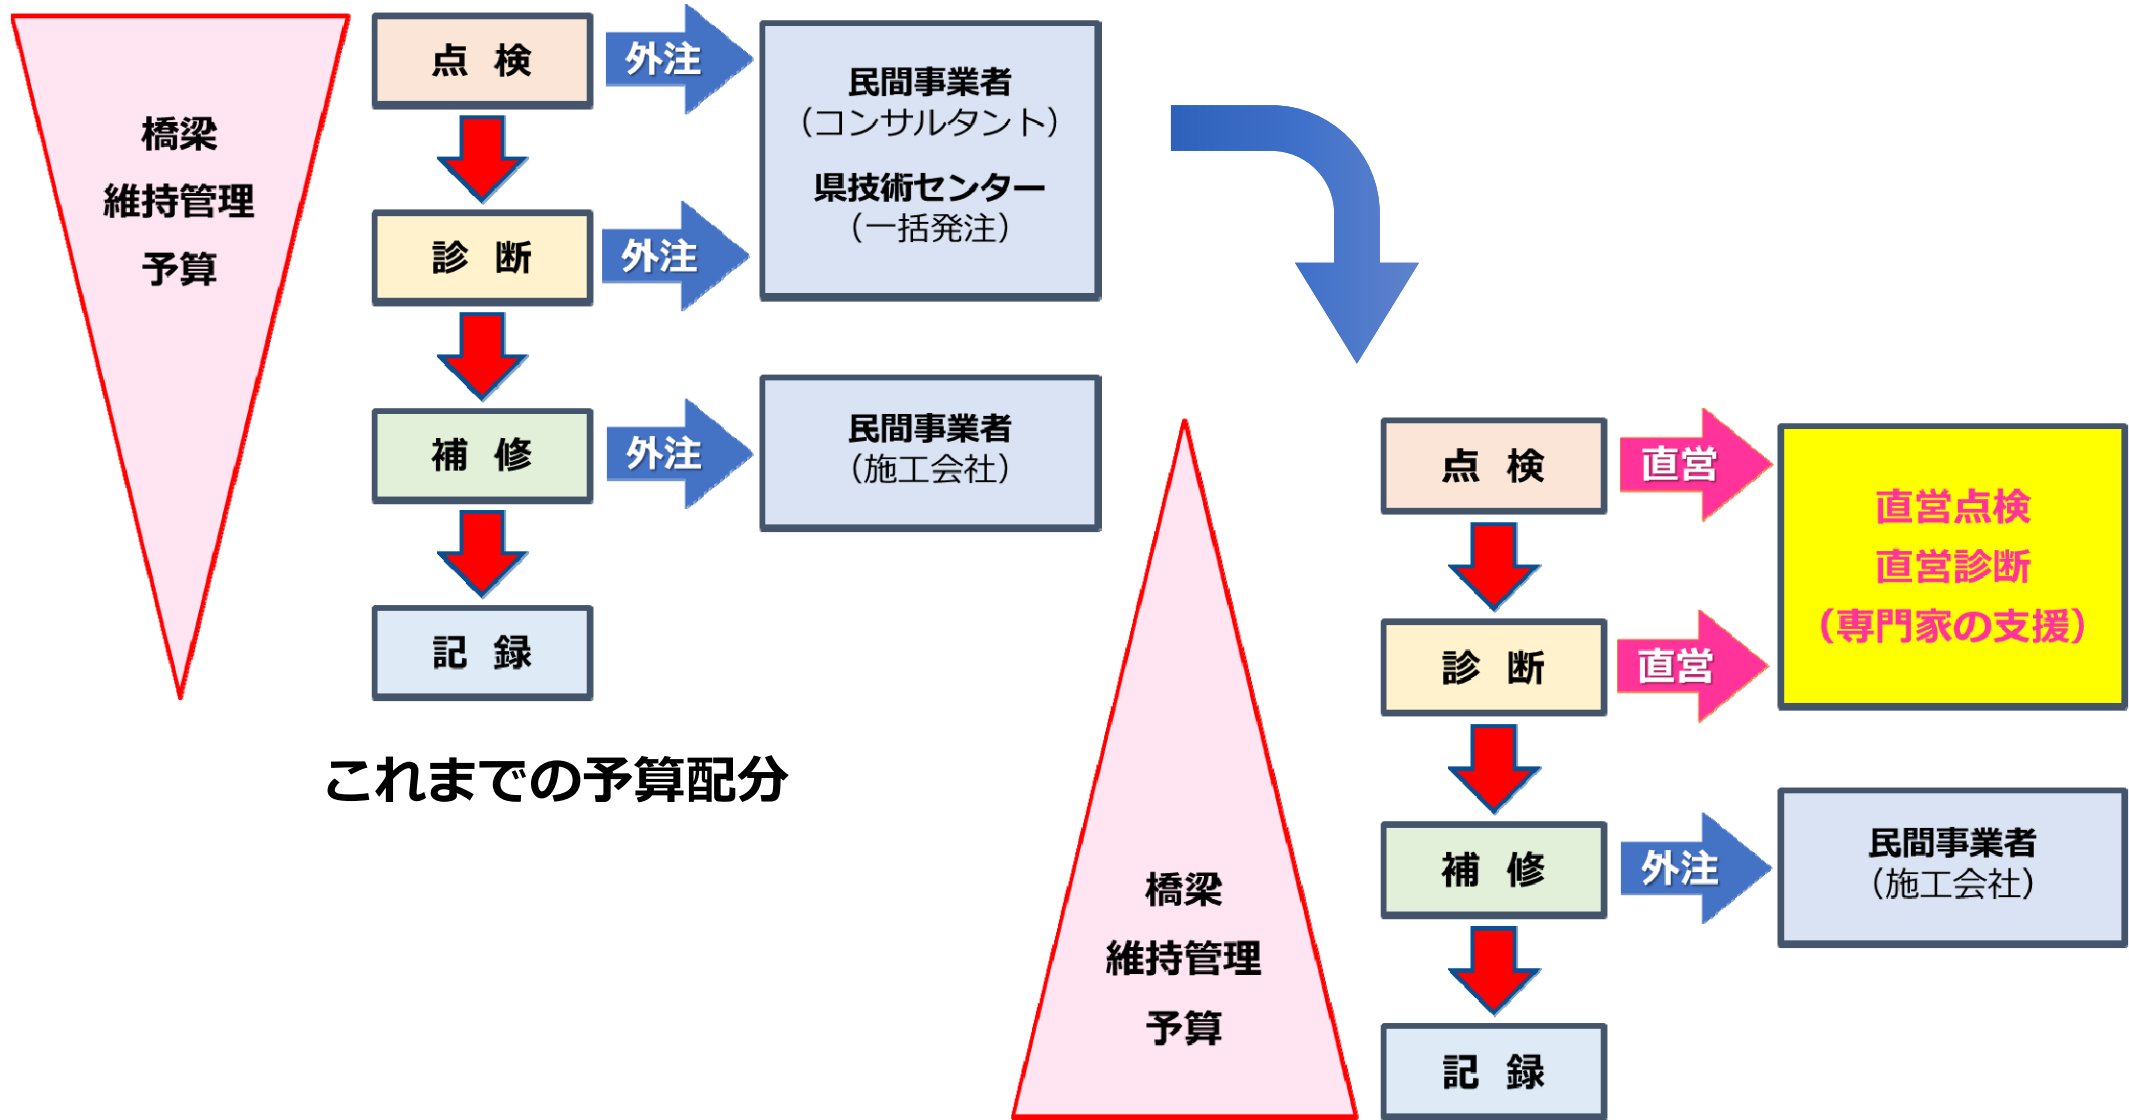 橋梁
維持管理
予算
点 検
外注
診 断
外注
補 修
外注
記 録
民間事業者
（コンサルタント）
県技術センター
（一括発注）
民間事業者
（施工会社）
これまでの予算配分
橋梁
維持管理
予算
点 検
直営
診 断
直営
補 修
外注
記 録
直営点検
直営診断
（専門家の支援）
民間事業者
（施工会社）